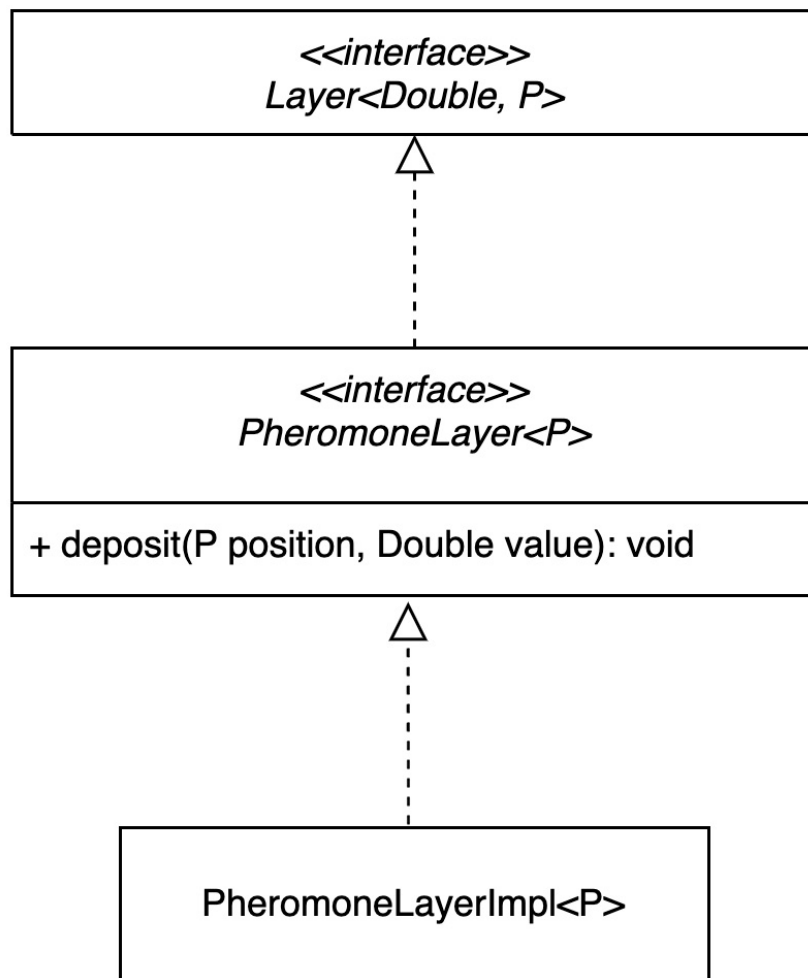 <<interface>>
Layer<Double, P>
<<interface>>
PheromoneLayer<P>
+ deposit(P position, Double value): void
PheromoneLayerImpl<P>